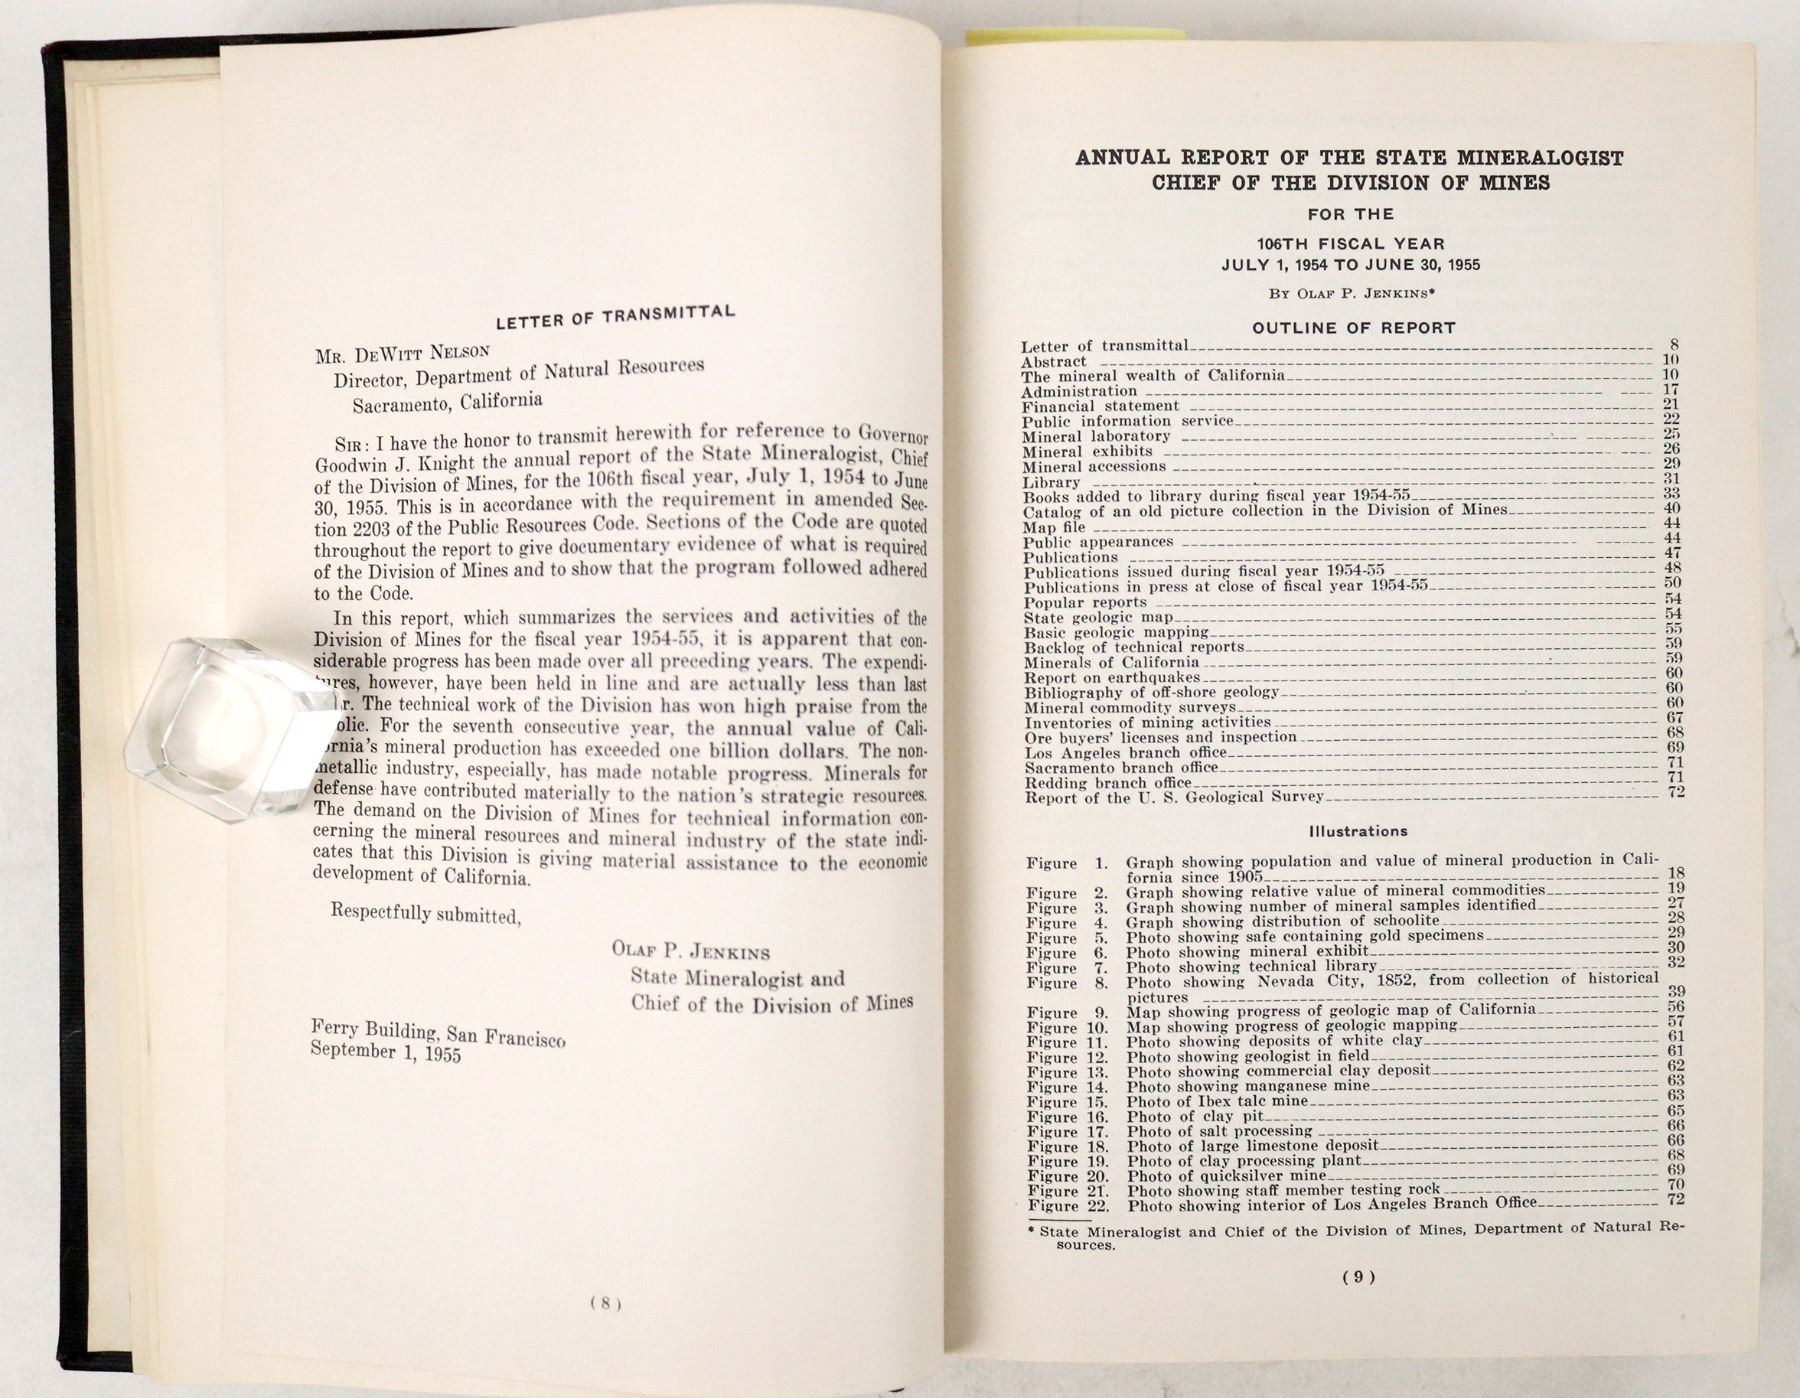 LETTER OF TRANSMITTAL
MR. DEWITT NELSON
Director, Department of Natural Resources
Sacramento, California
SIR: I have the honor to transmit herewith for reference to Governor
Goodwin J. Knight the annual report of the State Mineralogist, Chief
of the Division of Mines, for the 106th fiscal year, July 1, 1954 to June
30, 1955. This is in accordance with the requirement in amended Sec-
tion 2203 of the Public Resources Code. Sections of the Code are quoted
throughout the report to give documentary evidence of what is required
of the Division of Mines and to show that the program followed adhered
to the Code.
In this report, which summarizes the services and activities of the
Division of Mines for the fiscal year 1954-55, it is apparent that con-
siderable progress has been made over all preceding years. The expendi-
tures, however, have been held in line and are actually less than last
The technical work of the Division has won high praise from the
For the seventh consecutive year, the annual value of Cali-
fornia's mineral production has exceeded one billion dollars. The non-
metallic industry, especially, has made notable progress. Minerals for
defense have contributed materially to the nation's strategic resources.
The demand on the Division of Mines for technical information con-
cerning the mineral resources and mineral industry of the state indi-
cates that this Division is giving material assistance to the economic
development of California.
Respectfully submitted,
OLAF P. JENKINS
State Mineralogist and
Chief of the Division of Mines
Ferry Building, San Francisco
September 1, 1955
(8)
ANNUAL REPORT OF THE STATE MINERALOGIST
CHIEF OF THE DIVISION OF MINES
FOR THE
106TH FISCAL YEAR
JULY 1, 1954 TO JUNE 30, 1955
BY OLAF P. JENKINS*
OUTLINE OF REPORT
Letter of transmittal 8
Abstract 10
The mineral wealth of California 10
Administration 17
Financial statement 21
Public information service 22
Mineral laboratory 25
Mineral exhibits 26
Mineral accessions 29
Library 31
Books added to library during fiscal year 1954-55 33
Catalog of an old picture collection in the Division of Mines 40
Map file 44
Public appearances 44
Publications 47
Publications issued during fiscal year 1954-55 48
Publications in press at close of fiscal year 1954-55 50
Popular reports 54
State geologic map 54
Basic geologic mapping 55
Backlog of technical reports 59
Minerals of California 59
Report on earthquakes 60
Bibliography of off-shore geology 60
Mineral commodity surveys 60
Inventories of mining activities 67
Ore buyers' licenses and inspection 68
Los Angeles branch office 69
Sacramento branch office 71
Redding branch office 71
Report of the U. S. Geological Survey 72
Illustrations
Figure 1. Graph showing population and value of mineral production in Cali-
fornia since 1905 18
Figure 2. Graph showing relative value of mineral commodities 19
Figure 3. Graph showing number of mineral samples identified 27
Figure 4. Graph showing distribution of schoolite 28
Figure 5. Photo showing safe containing gold specimens 29
Figure 6. Photo showing mineral exhibit 30
Figure 7. Photo showing technical library 32
Figure 8. Photo showing Nevada City, 1852, from collection of historical
pictures 39
Figure 9. Map showing progress of geologic map of California 56
Figure 10. Map showing progress of geologic mapping 57
Figure 11. Photo showing deposits of white clay 61
Figure 12. Photo showing geologist in field 61
Figure 13. Photo showing commercial clay deposit 62
Figure 14. Photo showing manganese mine 63
Figure 15. Photo of Ibex talc mine 63
Figure 16. Photo of clay pit 65
Figure 17. Photo of salt processing 66
Figure 18. Photo of large limestone deposit 66
Figure 19. Photo of clay processing plant 68
Figure 20. Photo of quicksilver mine 69
Figure 21. Photo showing staff member testing rock 70
Figure 22. Photo showing interior of Los Angeles Branch Office 72
* State Mineralogist and Chief of the Division of Mines, Department of Natural Re-
sources.
(9)